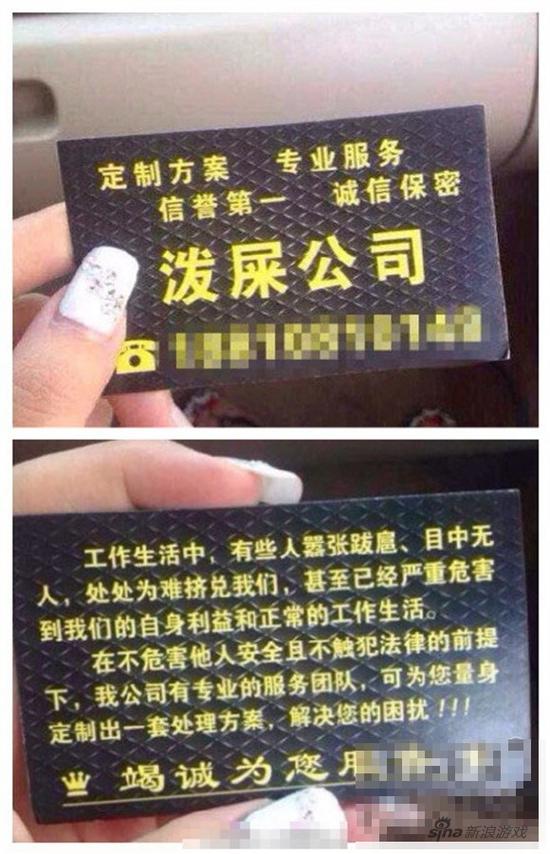 定制方案 专业服务
信誉第一 诚信保密
泼屎公司
工作生活中，有些人嚣张跋扈、目中无
人，处处为难挤兑我们，甚至已经严重危害
到我们的自身利益和正常的工作生活。
在不危害他人安全且不触犯法律的前提
下，我公司有专业的服务团队，可为您量身
定制出一套处理方案，解决您的困扰!!!
竭诚为您服
sina新浪游戏